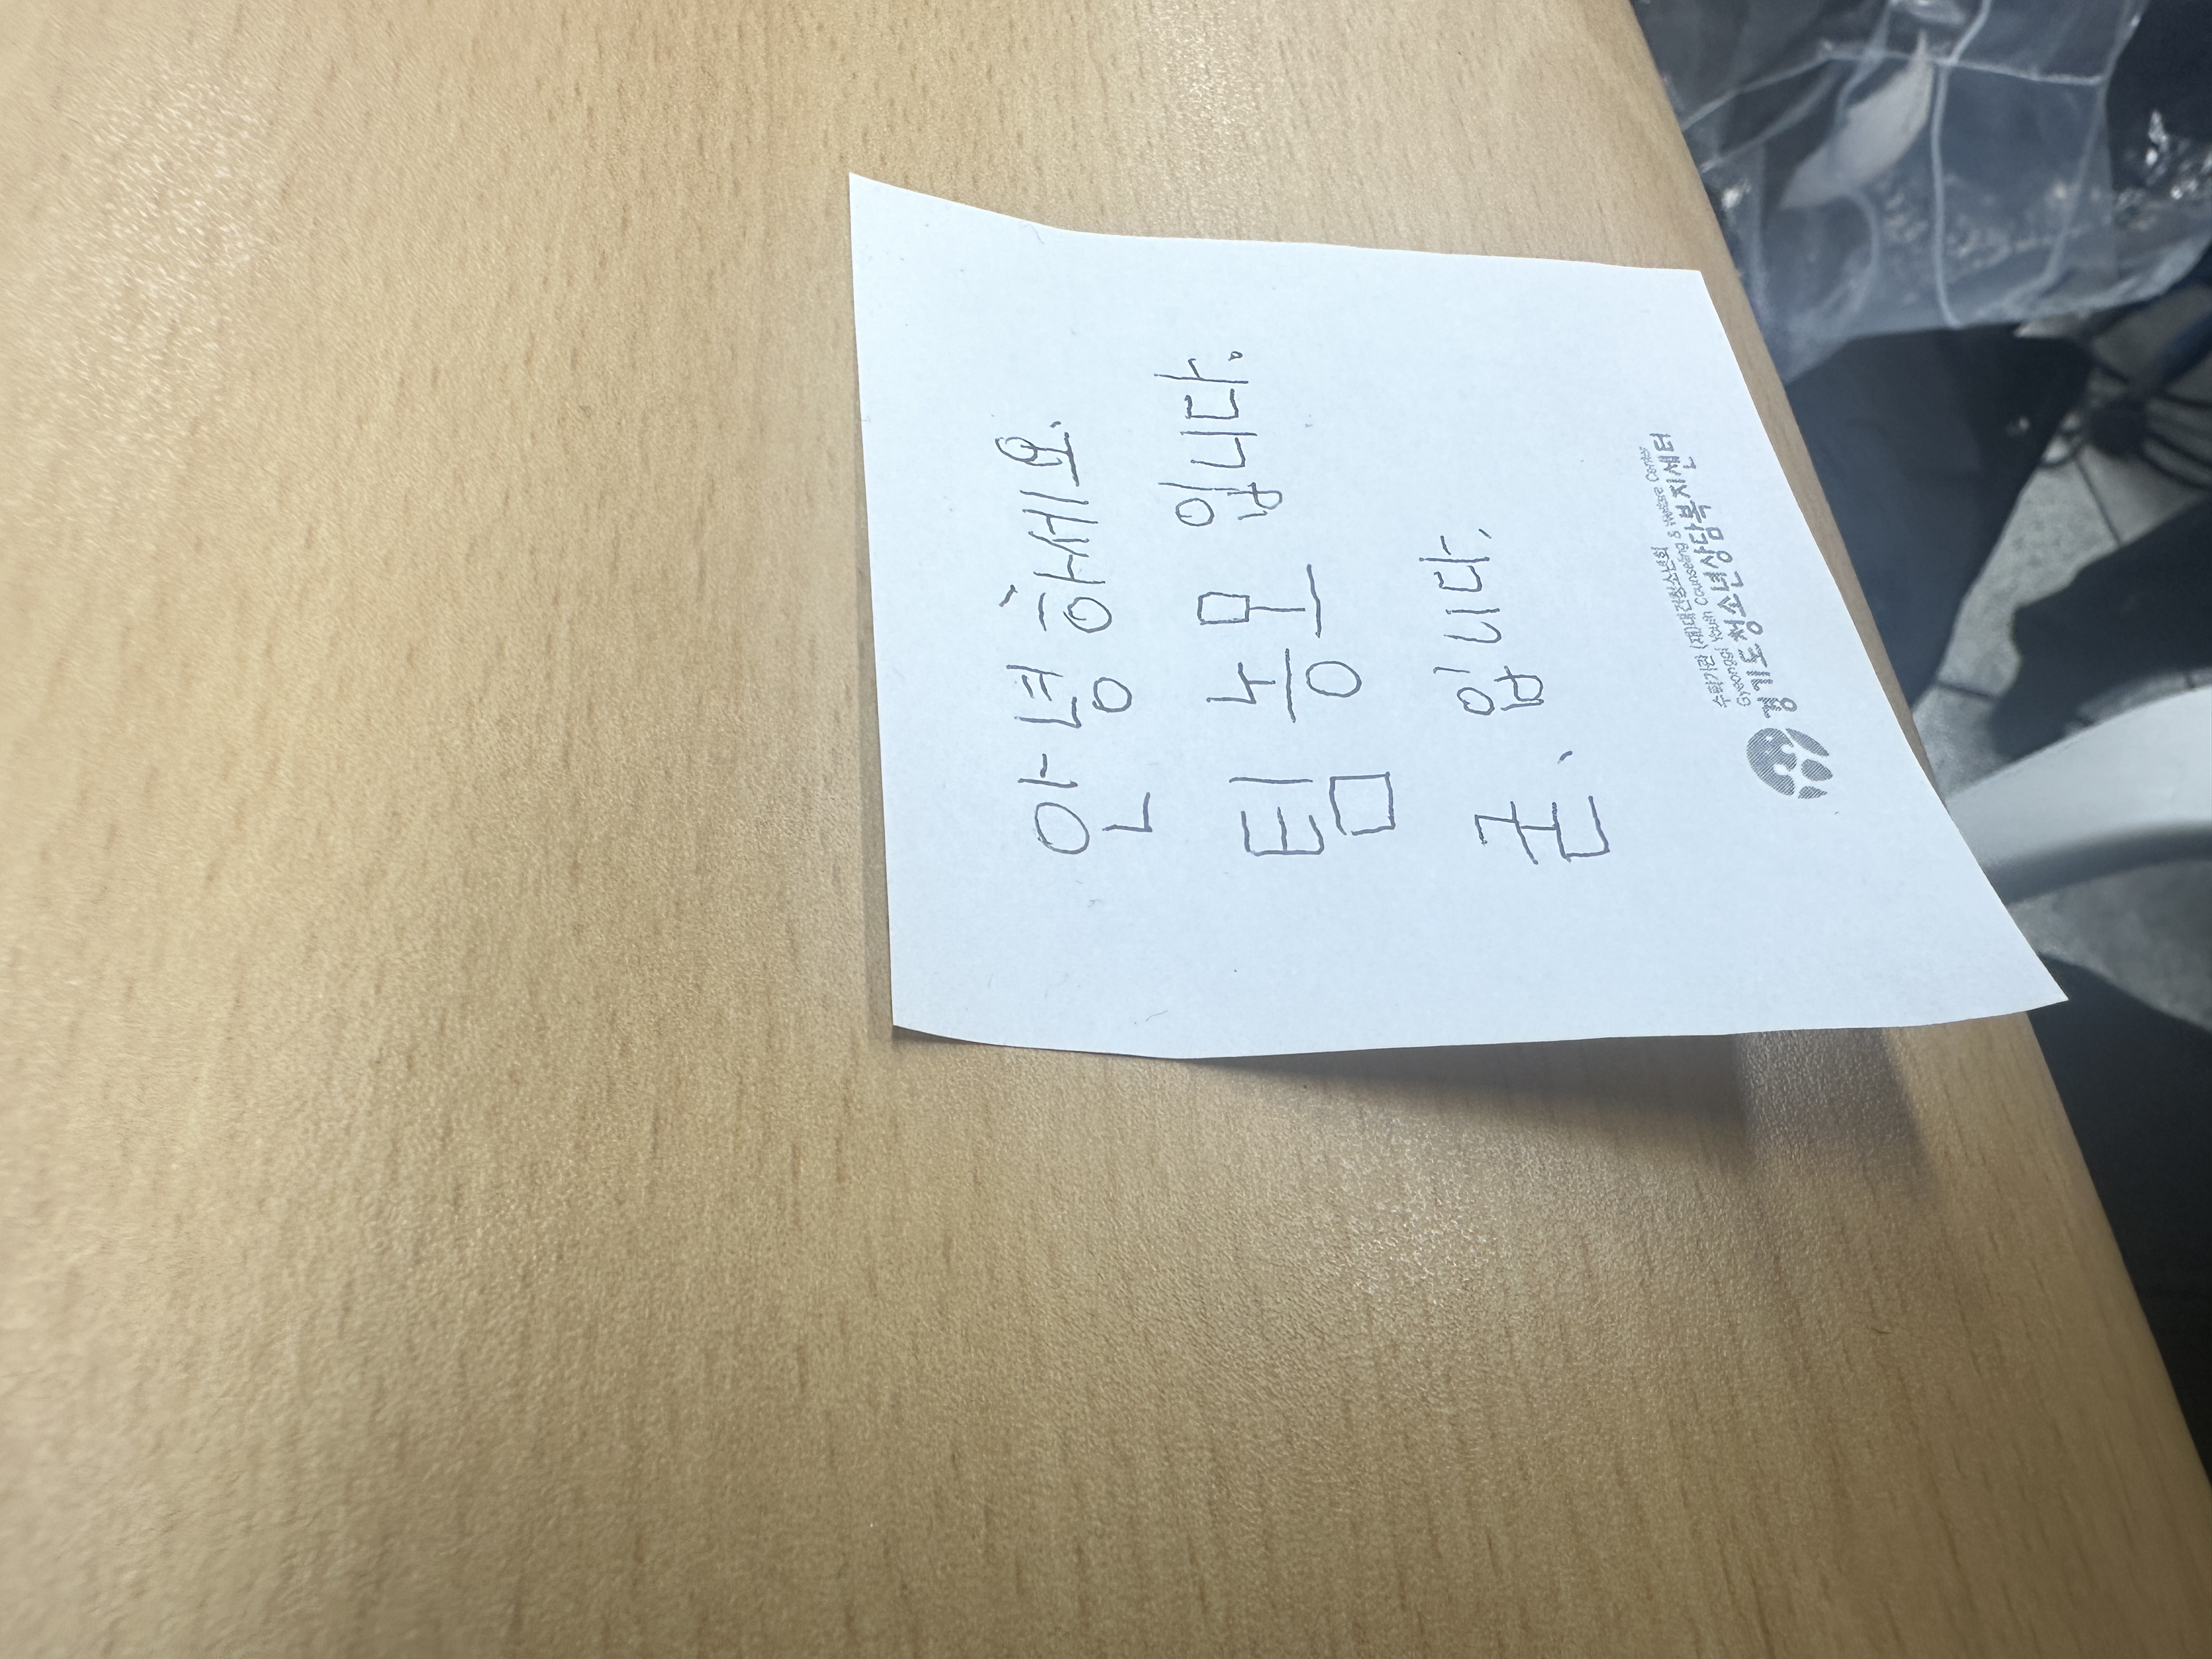 안녕하세요.
팀 농모 입니다.
굳、입니다.
수탁기관 (재)대건청소년회
Gyeonggi Youth Counseling & Welfare Center
경기도청소년상담복지센터